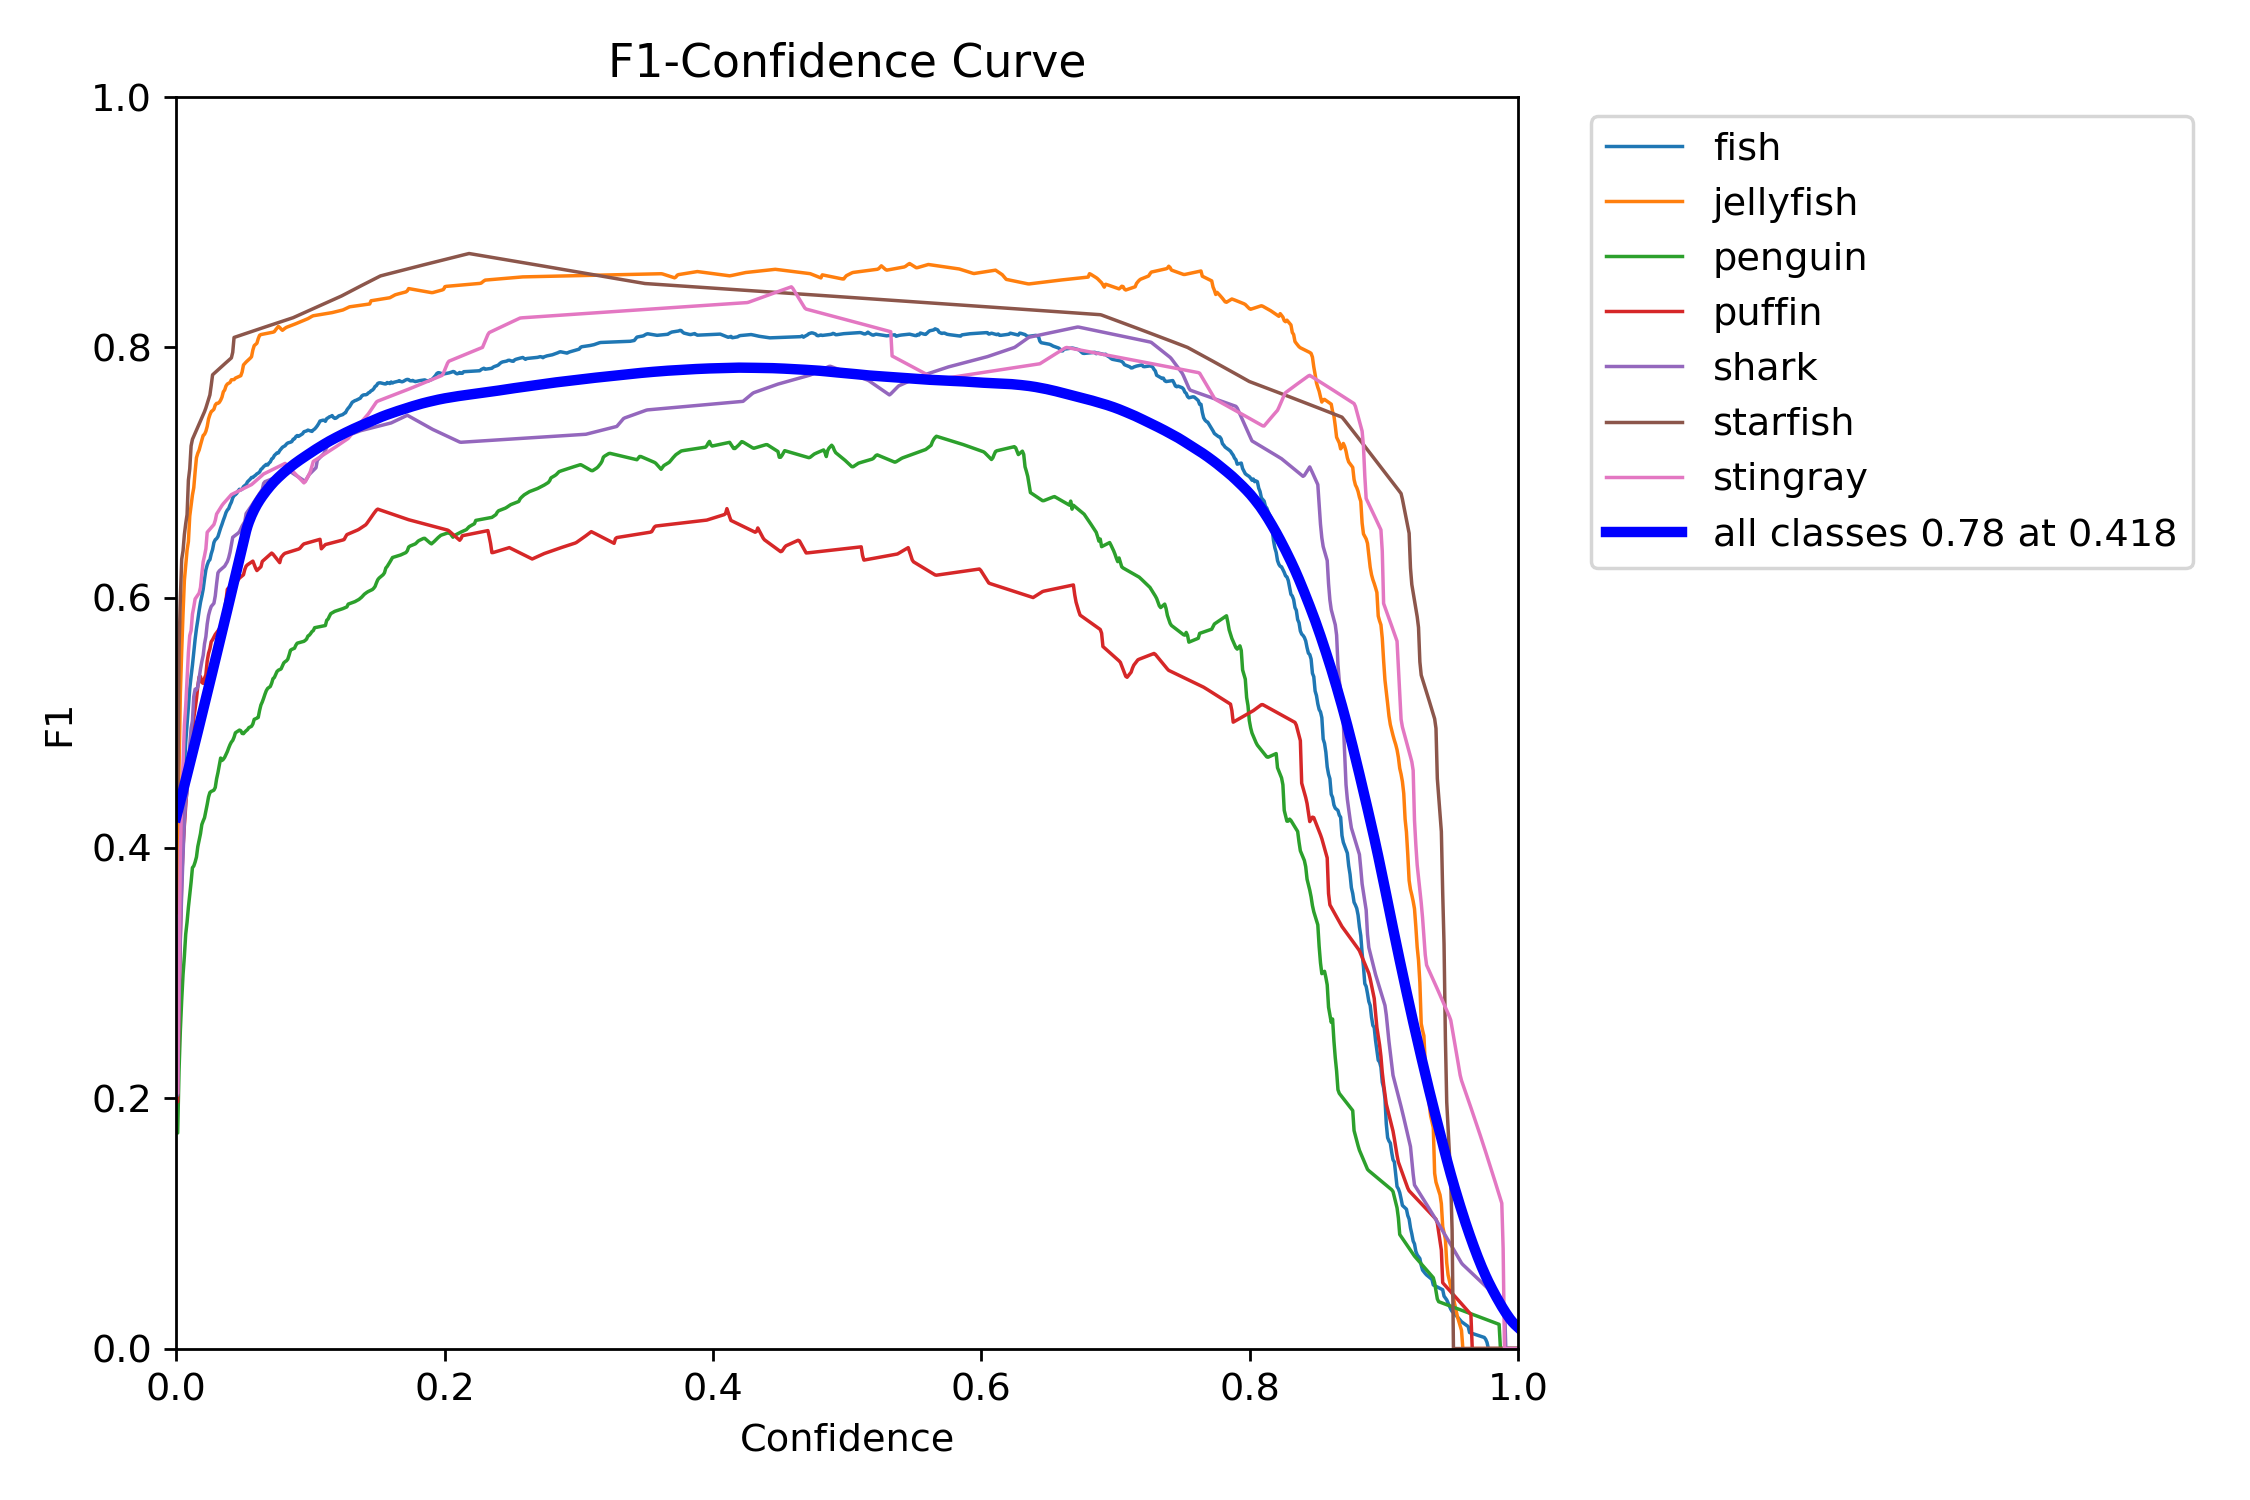 F1-Confidence Curve
1.0
0.8
0.6
0.4
0.2
0.0
F1
0.0 0.2 0.4 0.6 0.8 1.0
Confidence
fish
jellyfish
penguin
puffin
shark
starfish
stingray
all classes 0.78 at 0.418